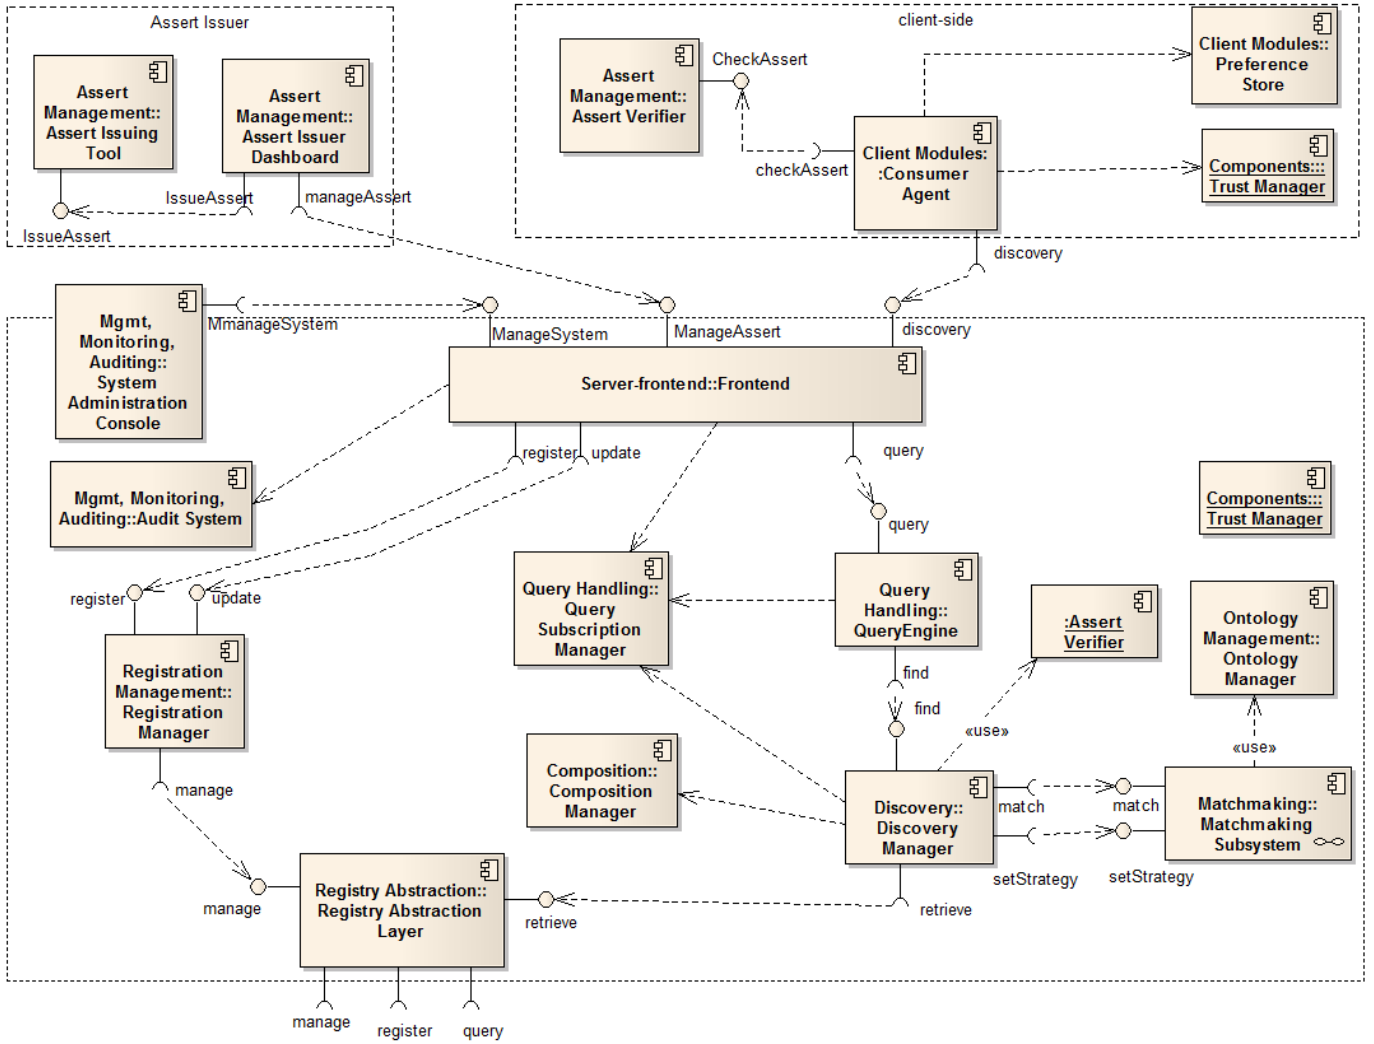 Assert Issuer
Assert
Management::
Assert Issuing
Tool
Assert
Management::
Assert Issuer
Dashboard
IssueAssert
manageAssert
IssueAssert
client-side
Assert
Management::
Assert Verifier
CheckAssert
checkAssert
Client Modules:
:Consumer
Agent
Client Modules::
Preference
Store
Components:::
Trust Manager
discovery
Mgmt,
Monitoring,
Auditing::
System
Administration
Console
MmanageSystem
ManageSystem
ManageAssert
discovery
Server-frontend::Frontend
register
update
query
Mgmt, Monitoring,
Auditing::Audit System
Components:::
Trust Manager
query
register
update
Query Handling::
Query
Subscription
Manager
Query
Handling::
QueryEngine
:Assert
Verifier
Ontology
Management::
Ontology
Manager
Registration
Management::
Registration
Manager
find
find
«use»
«use»
manage
Composition::
Composition
Manager
Discovery::
Discovery
Manager
match
match
setStrategy
setStrategy
Matchmaking::
Matchmaking
Subsystem
manage
Registry Abstraction::
Registry Abstraction
Layer
retrieve
retrieve
manage
register
query